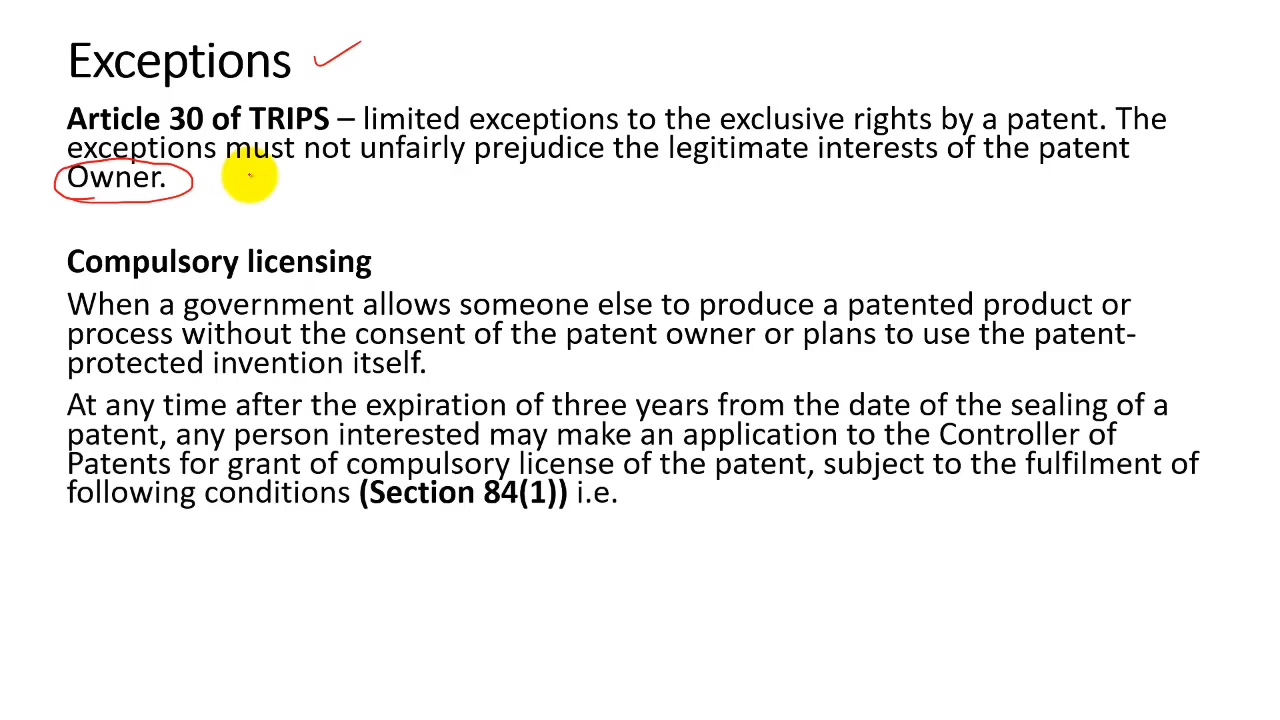 Exceptions
Article 30 of TRIPS – limited exceptions to the exclusive rights by a patent. The
exceptions must not unfairly prejudice the legitimate interests of the patent
Owner.
Compulsory licensing
When a government allows someone else to produce a patented product or
process without the consent of the patent owner or plans to use the patent-
protected invention itself.
At any time after the expiration of three years from the date of the sealing of a
patent, any person interested may make an application to the Controller of
Patents for grant of compulsory license of the patent, subject to the fulfilment of
following conditions (Section 84(1)) i.e.